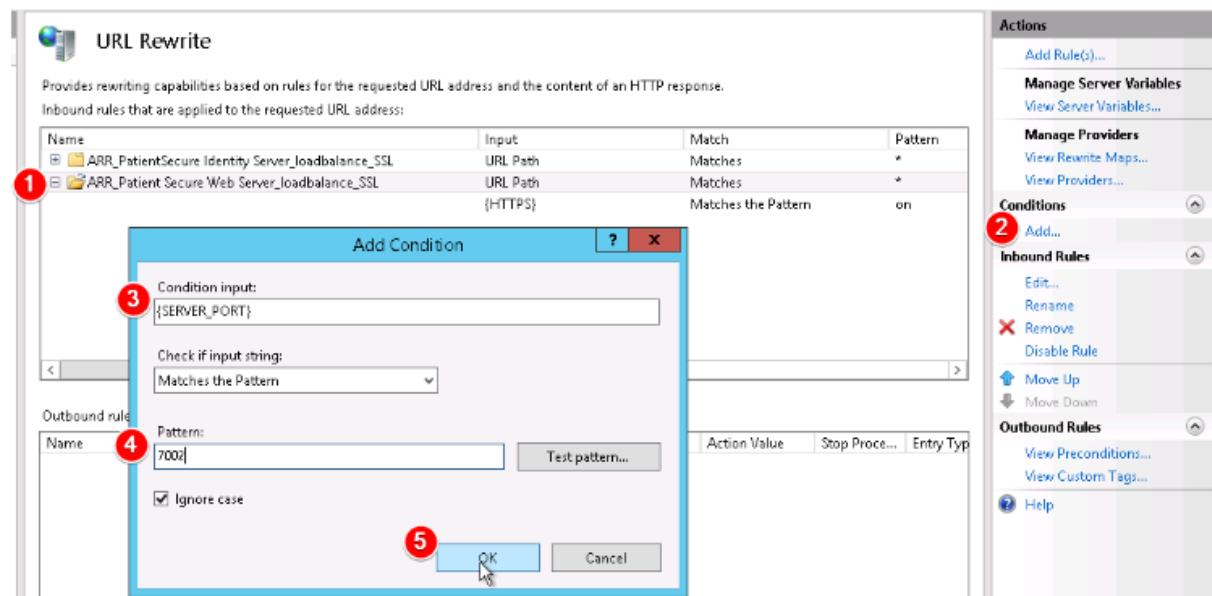 URL Rewrite
Provides rewriting capabilities based on rules for the requested URL address and the content of an HTTP response.
Inbound rules that are applied to the requested URL address:
Name Input Match Pattern
ARR_PatientSecure Identity Server_loadbalance_SSL URL Path Matches *
1 ARR_Patient Secure Web Server_loadbalance_SSL URL Path Matches *
{HTTPS} Matches the Pattern on
Add Condition ? x
Condition input:
3 {SERVER_PORT}
Check if input string:
Matches the Pattern
Outbound rule
4 Pattern:
Name Action Value Stop Proce... Entry Typ
7002 Test pattern...
Ignore case
5 OK Cancel
Actions
Add Rule(s)...
Manage Server Variables
View Server Variables...
Manage Providers
View Rewrite Maps...
View Providers...
Conditions
2 Add...
Inbound Rules
Edit...
Rename
Remove
Disable Rule
Move Up
Move Down
Outbound Rules
View Preconditions...
View Custom Tags...
Help